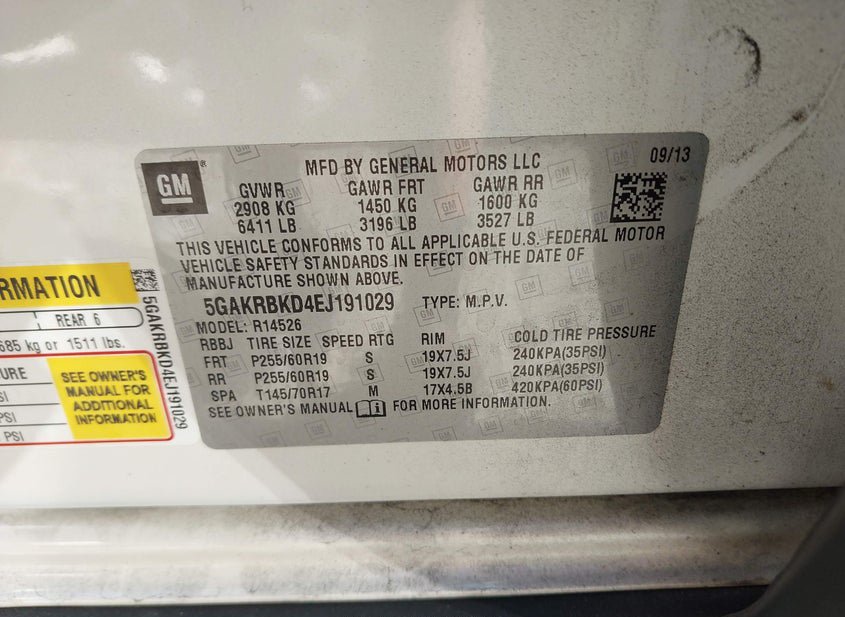 GM
MFD BY GENERAL MOTORS LLC 09/13
GVWR GAWR FRT GAWR RR
2908 KG 1450 KG 1600 KG
6411 LB 3196 LB 3527 LB
THIS VEHICLE CONFORMS TO ALL APPLICABLE U.S. FEDERAL MOTOR
VEHICLE SAFETY STANDARDS IN EFFECT ON THE DATE OF
MANUFACTURE SHOWN ABOVE.
5GAKRBKD4EJ191029 TYPE: M.P.V.
MODEL: R14526
RBBJ TIRE SIZE SPEED RTG RIM COLD TIRE PRESSURE
FRT P255/60R19 S 19X7.5J 240KPA(35PSI)
RR P255/60R19 S 19X7.5J 240KPA(35PSI)
SPA T145/70R17 M 17X4.5B 420KPA(60PSI)
SEE OWNER'S MANUAL i FOR MORE INFORMATION.
RMATION
REAR 6
685 kg or 1511 lbs.
URE
SI
PSI
PSI
SEE OWNER'S
MANUAL FOR
ADDITIONAL
INFORMATION
5GAKRBKD4EJ191029